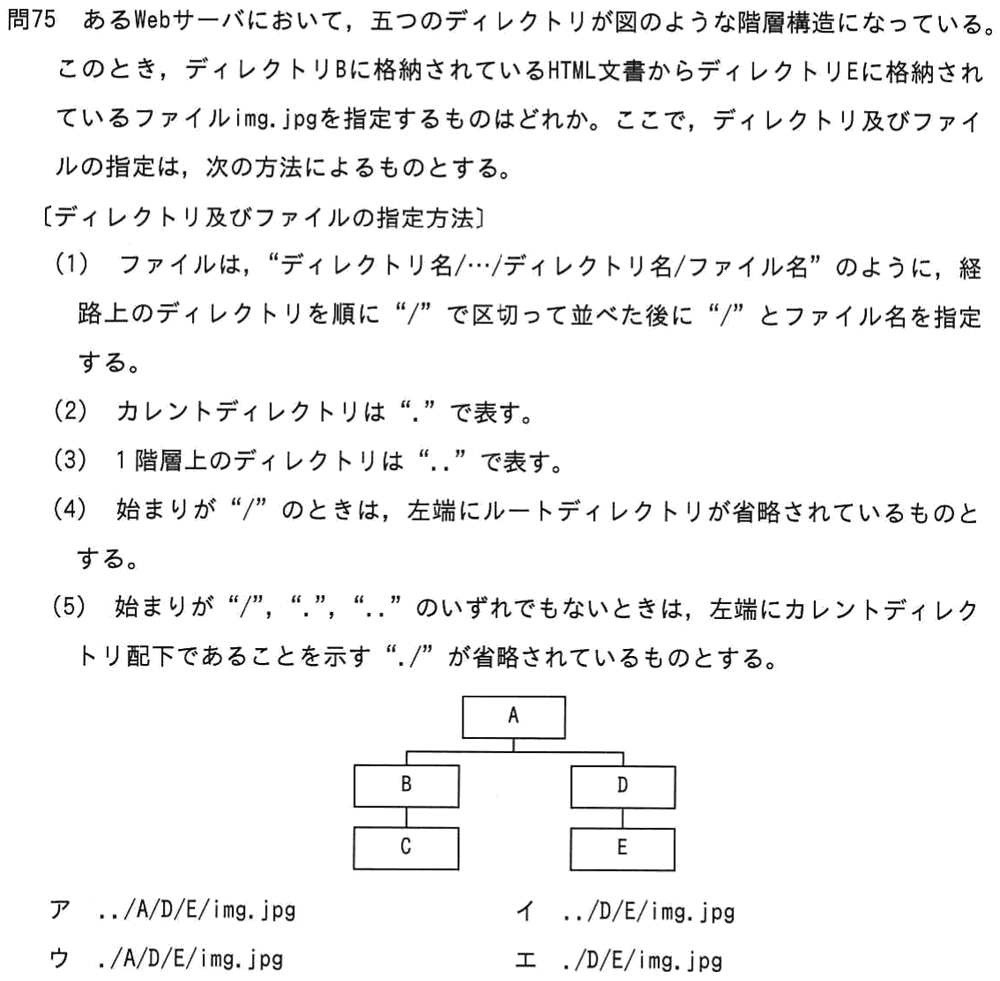 問75 あるWebサーバにおいて，五つのディレクトリが図のような階層構造になっている。
このとき，ディレクトリBに格納されているHTML文書からディレクトリEに格納され
ているファイルimg.jpgを指定するものはどれか。ここで，ディレクトリ及びファイ
ルの指定は，次の方法によるものとする。
〔ディレクトリ及びファイルの指定方法〕
(1) ファイルは，“ディレクトリ名/…/ディレクトリ名/ファイル名”のように，経
路上のディレクトリを順に“/”で区切って並べた後に“/”とファイル名を指定
する。
(2) カレントディレクトリは“.”で表す。
(3) 1階層上のディレクトリは“..”で表す。
(4) 始まりが“/”のときは，左端にルートディレクトリが省略されているものと
する。
(5) 始まりが“/”，“.”，“..”のいずれでもないときは，左端にカレントディレク
トリ配下であることを示す“./”が省略されているものとする。
A
B D
C E
ア ../A/D/E/img.jpg イ ../D/E/img.jpg
ウ ./A/D/E/img.jpg エ ./D/E/img.jpg